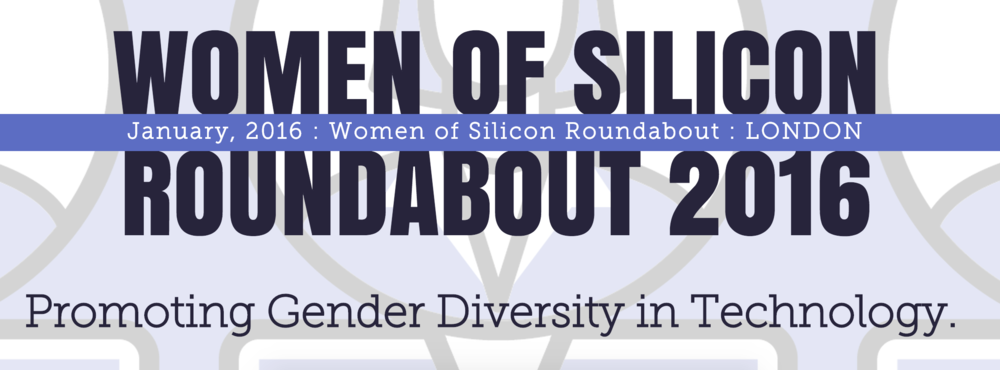 WOMEN OF SILICON
January, 2016 : Women of Silicon Roundabout : LONDON
ROUNDABOUT 2016
Promoting Gender Diversity in Technology.